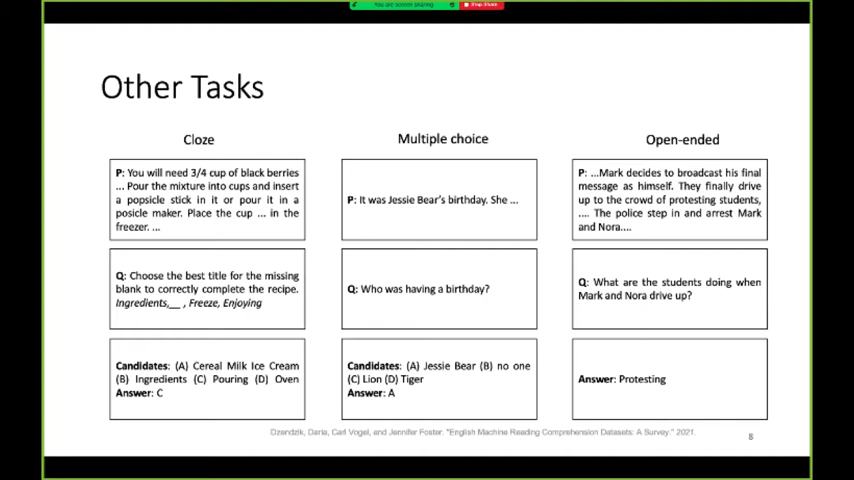 You are screen sharing
Stop Share
Other Tasks
Cloze
P: You will need 3/4 cup of black berries
... Pour the mixture into cups and insert
a popsicle stick in it or pour it in a
posicle maker. Place the cup ... in the
freezer. ...
Q: Choose the best title for the missing
blank to correctly complete the recipe.
Ingredients,__ , Freeze, Enjoying
Candidates: (A) Cereal Milk Ice Cream
(B) Ingredients (C) Pouring (D) Oven
Answer: C
Multiple choice
P: It was Jessie Bear's birthday. She ...
Q: Who was having a birthday?
Candidates: (A) Jessie Bear (B) no one
(C) Lion (D) Tiger
Answer: A
Open-ended
P: ...Mark decides to broadcast his final
message as himself. They finally drive
up to the crowd of protesting students,
.... The police step in and arrest Mark
and Nora....
Q: What are the students doing when
Mark and Nora drive up?
Answer: Protesting
Dzendzik, Daria, Carl Vogel, and Jennifer Foster. "English Machine Reading Comprehension Datasets: A Survey." 2021.
8